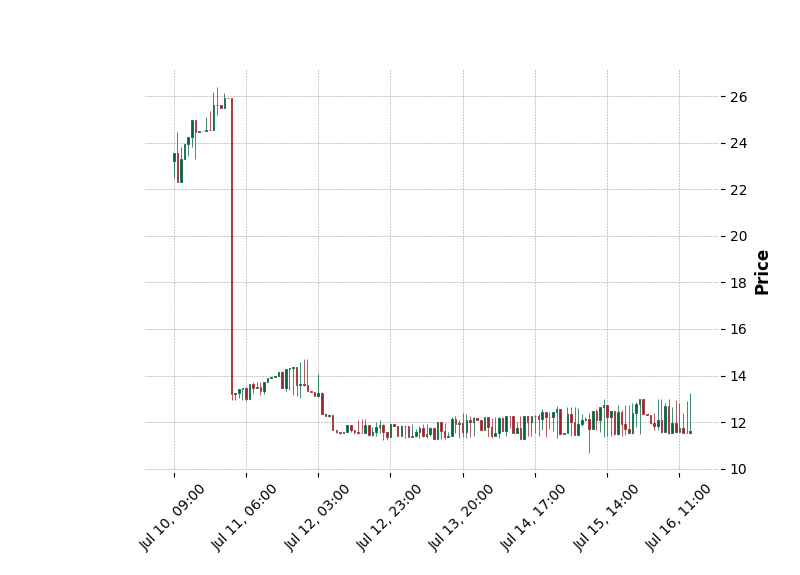 26
24
22
20
18
16
14
12
10
Price
Jul 10, 09:00
Jul 11, 06:00
Jul 12, 03:00
Jul 12, 23:00
Jul 13, 20:00
Jul 14, 17:00
Jul 15, 14:00
Jul 16, 11:00